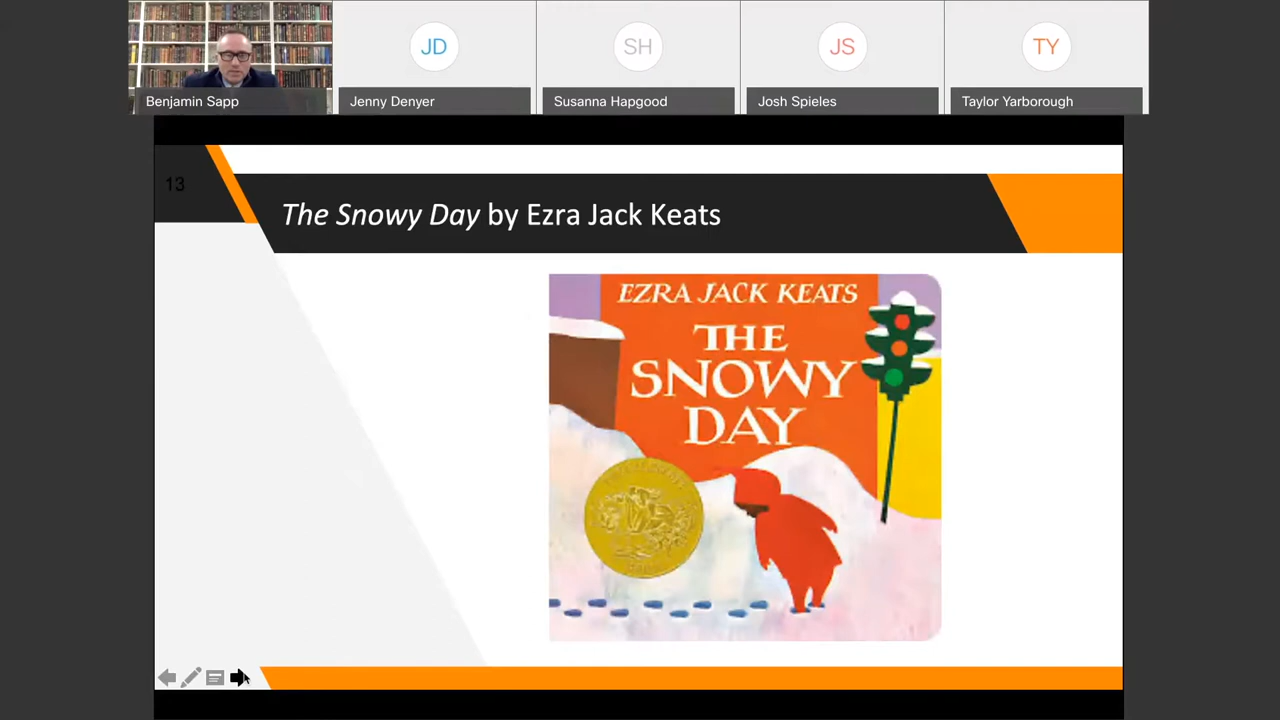 JD
SH
JS
TY
Benjamin Sapp
Jenny Denyer
Susanna Hapgood
Josh Spieles
Taylor Yarborough
13
The Snowy Day by Ezra Jack Keats
EZRA JACK KEATS
THE
SNOWY
DAY